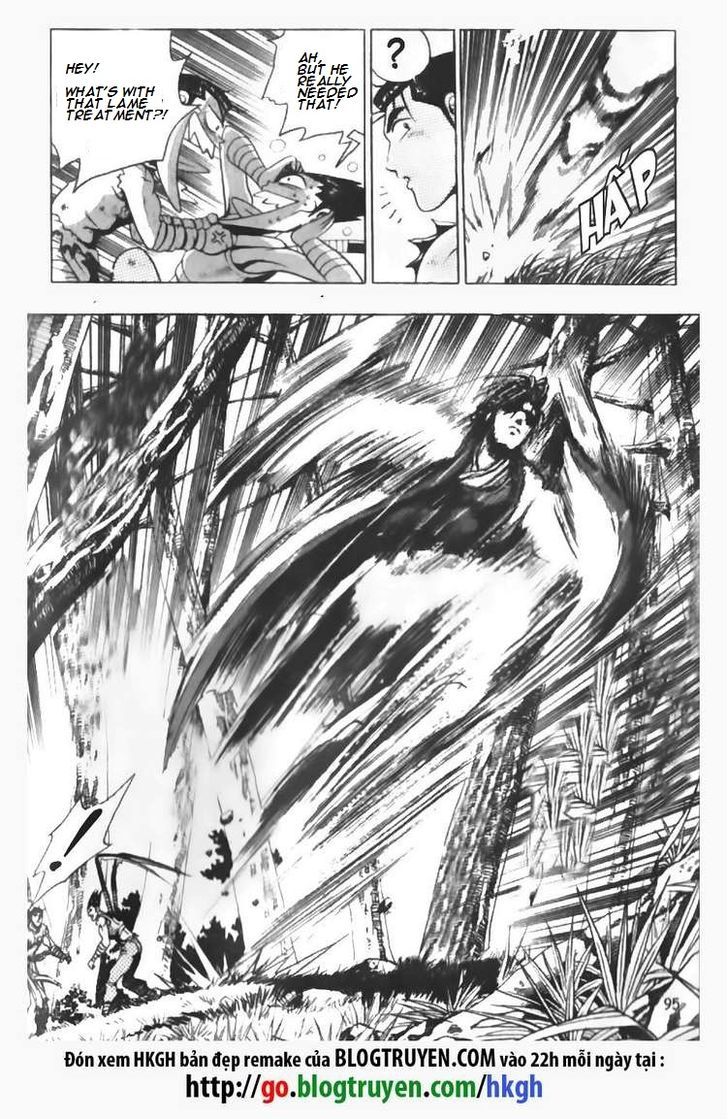 HEY!
WHAT'S WITH
THAT LAME
TREATMENT?!
AH,
BUT HE
REALLY
NEEDED
THAT!
?
HẤP
!
95
Đón xem HKGH bản đẹp remake của BLOGTRUYEN.COM vào 22h mỗi ngày tại :
http://go.blogtruyen.com/hkgh